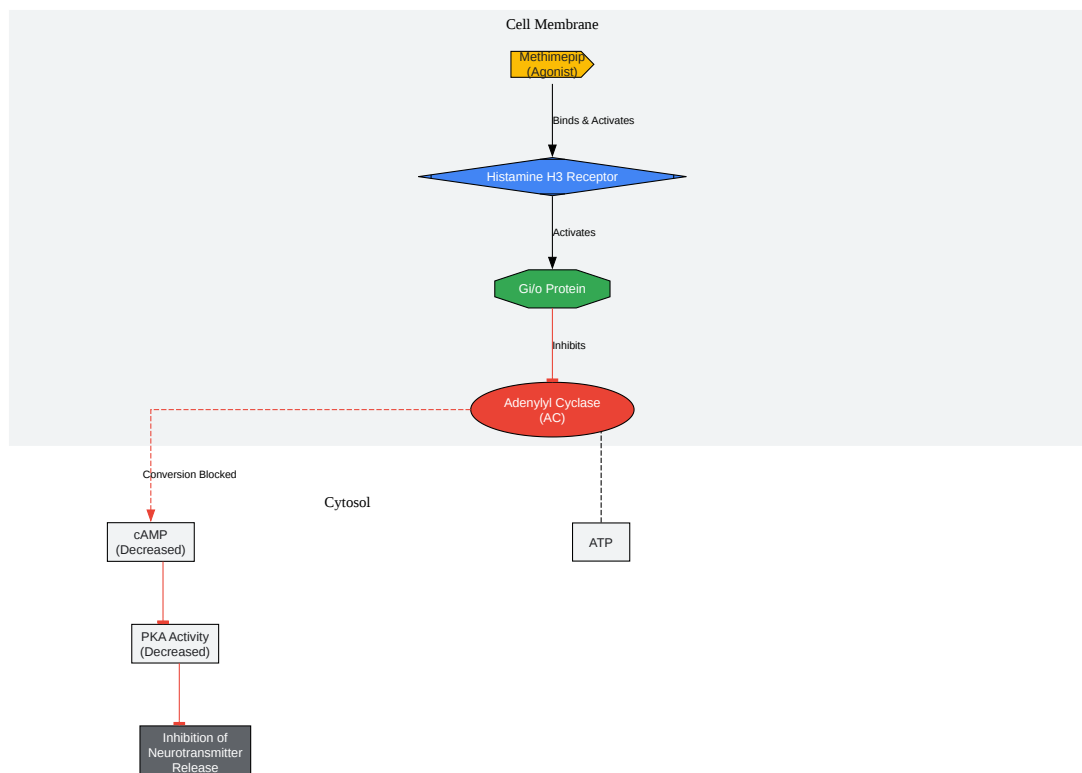 Cell Membrane
Methimepip
(Agonist)
Binds & Activates
Histamine H3 Receptor
Activates
Gi/o Protein
Inhibits
Adenylyl Cyclase
(AC)
Conversion Blocked
Cytosol
cAMP
(Decreased)
ATP
PKA Activity
(Decreased)
Inhibition of
Neurotransmitter
Release